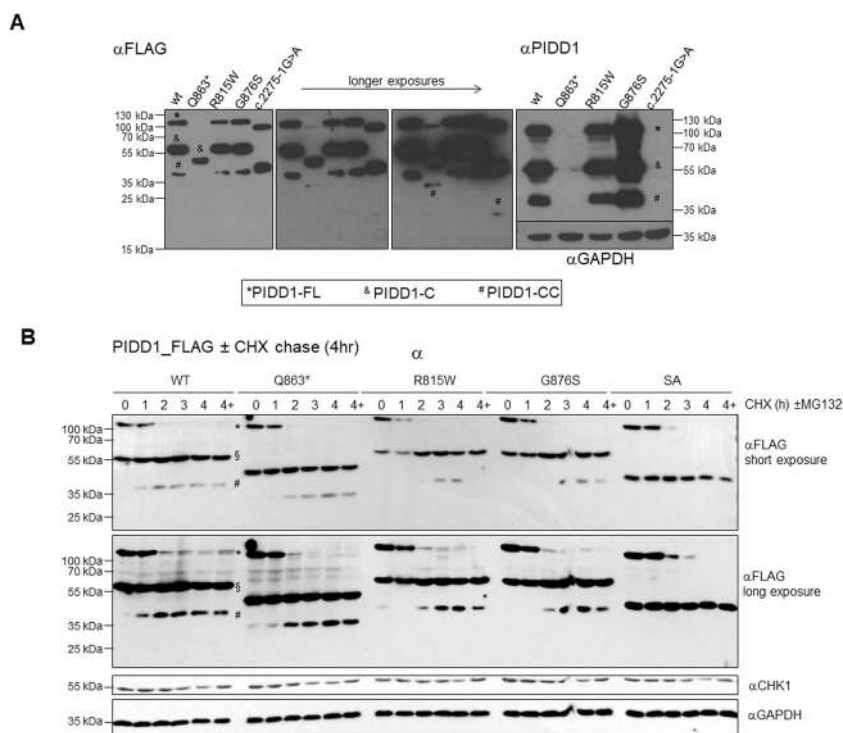 A
αFLAG
αPIDD1
wt Q863* R815W G876S c.2275-1G>A
longer exposures
wt Q863* R815W G876S c.2275-1G>A
130 kDa
100 kDa
70 kDa
55 kDa
35 kDa
25 kDa
15 kDa
* & # & # #
130 kDa
100 kDa
70 kDa
55 kDa
35 kDa
35 kDa
* & #
αGAPDH
*PIDD1-FL &PIDD1-C #PIDD1-CC
B
PIDD1_FLAG ± CHX chase (4hr) α
WT Q863* R815W G876S SA
0 1 2 3 4 4+ 0 1 2 3 4 4+ 0 1 2 3 4 4+ 0 1 2 3 4 4+ 0 1 2 3 4 4+ CHX (h) ±MG132
100 kDa *
70 kDa
55 kDa §
35 kDa #
25 kDa
αFLAG
short exposure
100 kDa *
70 kDa
55 kDa §
35 kDa #
25 kDa
αFLAG
long exposure
55 kDa αCHK1
35 kDa αGAPDH